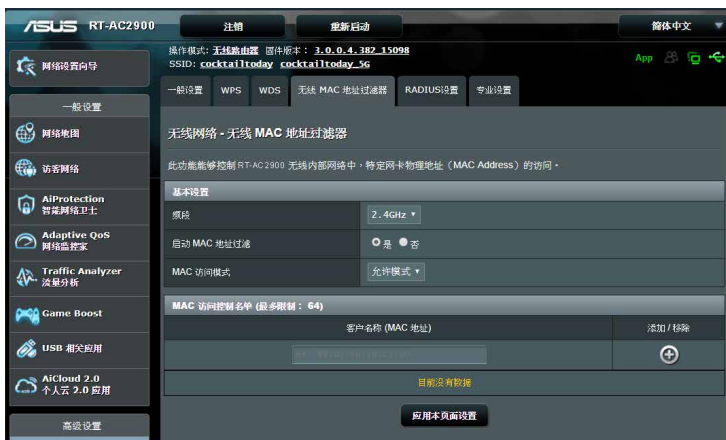 ASUS RT-AC2900 注销 重新启动 简体中文
操作模式: 无线路由器 固件版本: 3.0.0.4.382_15098
SSID: cocktailtoday cocktailtoday_5G
App
网络设置向导
一般设置
网络地图
访客网络
AiProtection
智能网络卫士
Adaptive QoS
网络监控家
Traffic Analyzer
流量分析
Game Boost
USB 相关应用
AiCloud 2.0
个人云 2.0 应用
高级设置
一般设置 WPS WDS 无线 MAC 地址过滤器 RADIUS设置 专业设置
无线网络 - 无线 MAC 地址过滤器
此功能能够控制 RT-AC2900 无线内部网络中，特定网卡物理地址（MAC Address）的访问。
基本设置
频段 2.4GHz
启动 MAC 地址过滤 是 否
MAC 访问模式 允许模式
MAC 访问控制名单 (最多限制: 64)
客户名称 (MAC 地址) 添加 / 移除
目前没有数据
应用本页面设置